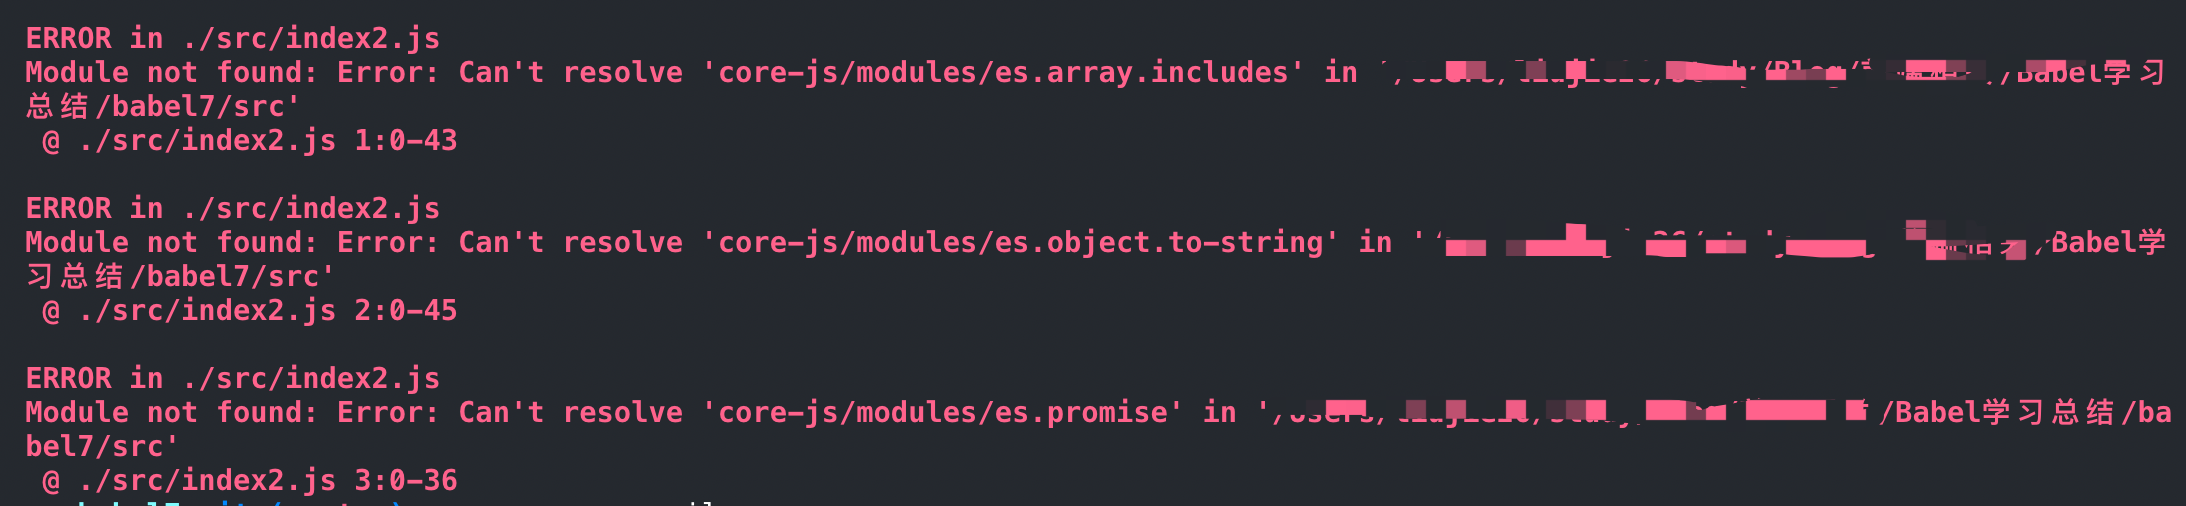 ERROR in ./src/index2.js
Module not found: Error: Can't resolve 'core-js/modules/es.array.includes' in /Babel学习
总结/babel7/src'
@ ./src/index2.js 1:0-43
ERROR in ./src/index2.js
Module not found: Error: Can't resolve 'core-js/modules/es.object.to-string' in '/Babel学
习总结/babel7/src'
@ ./src/index2.js 2:0-45
ERROR in ./src/index2.js
Module not found: Error: Can't resolve 'core-js/modules/es.promise' in '/Babel学习总结/ba
bel7/src'
@ ./src/index2.js 3:0-36